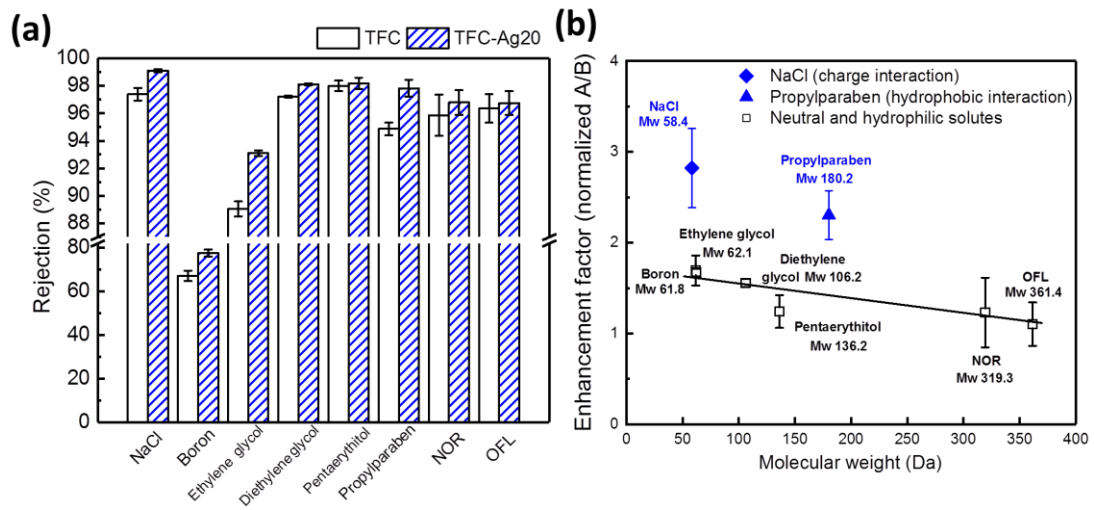 (a)
TFC
TFC-Ag20
100
98
96
94
92
90
88
80
60
40
20
0
Rejection (%)
NaCl
Boron
Ethylene glycol
Diethylene glycol
Pentaerythitol
Propylparaben
NOR
OFL
(b)
4
3
2
1
0
Enhancement factor (normalized A/B)
NaCl (charge interaction)
Propylparaben (hydrophobic interaction)
Neutral and hydrophilic solutes
NaCl
Mw 58.4
Propylparaben
Mw 180.2
Ethylene glycol
Mw 62.1
Boron
Mw 61.8
Diethylene
glycol Mw 106.2
Pentaerythitol
Mw 136.2
NOR
Mw 319.3
OFL
Mw 361.4
0 50 100 150 200 250 300 350 400
Molecular weight (Da)